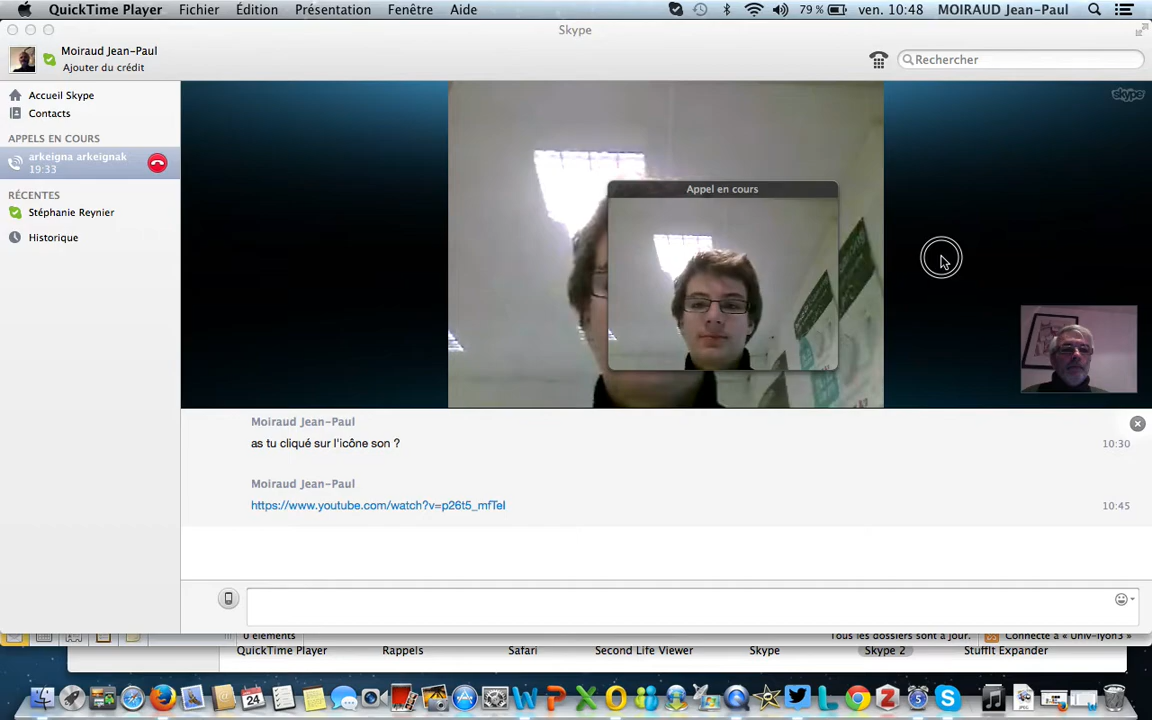 QuickTime Player Fichier Édition Présentation Fenêtre Aide 79 % ven. 10:48 MOIRAUD Jean-Paul
Skype
Moiraud Jean-Paul
Ajouter du crédit
Rechercher
Accueil Skype
Contacts
APPELS EN COURS
arkeigna arkeignak
19:33
RÉCENTES
Stéphanie Reynier
Historique
skype
Appel en cours
Moiraud Jean-Paul
as tu cliqué sur l'icône son ?
10:30
Moiraud Jean-Paul
https://www.youtube.com/watch?v=p26t5_mfTeI
10:45
0 éléments
Tous les dossiers sont à jour.
Connecté à « Univ-lyon3 »
QuickTime Player Rappels Safari Second Life Viewer Skype Skype 2 StuffIt Expander
24